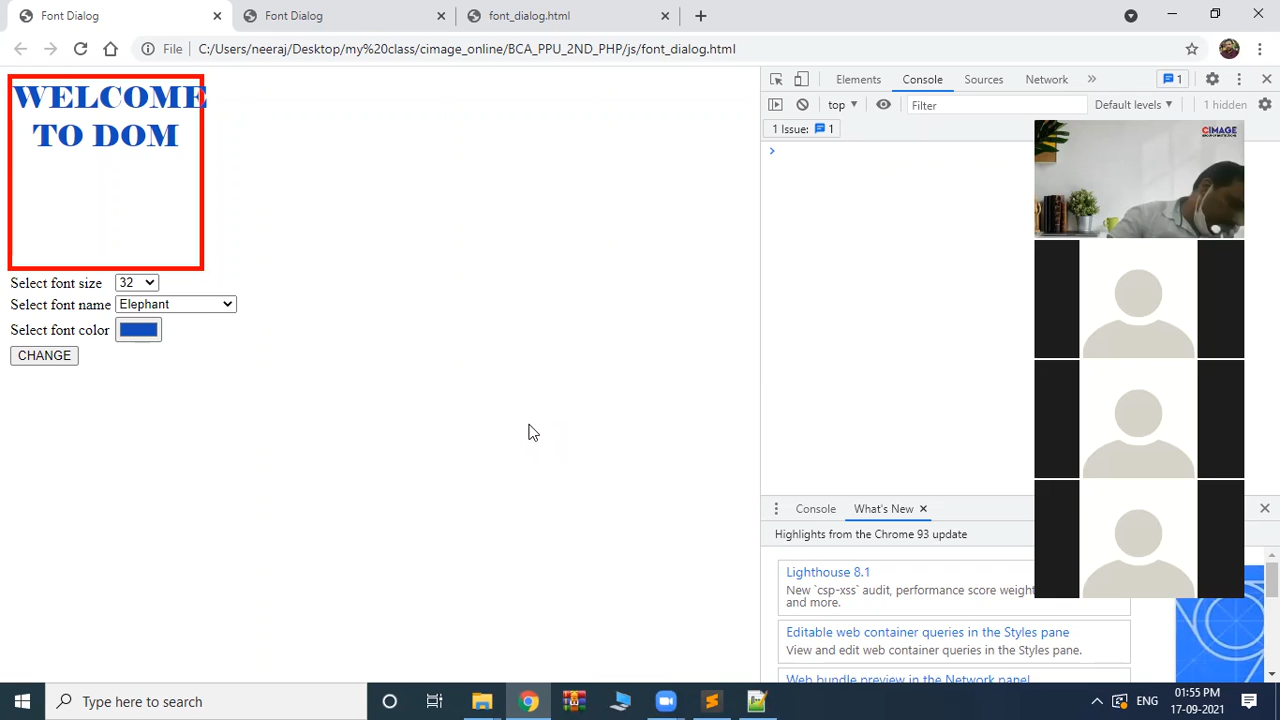 Font Dialog
Font Dialog
font_dialog.html
File C:/Users/neeraj/Desktop/my%20class/cimage_online/BCA_PPU_2ND_PHP/js/font_dialog.html
WELCOME
TO DOM
Select font size 32
Select font name Elephant
Select font color
CHANGE
Elements Console Sources Network » 1
top Filter Default levels 1 hidden
1 Issue: 1
CIMAGE
Console What's New
Highlights from the Chrome 93 update
Lighthouse 8.1
New `csp-xss` audit, performance score weight
and more.
Editable web container queries in the Styles pane
View and edit web container queries in the Styles pane.
Web bundle preview in the Network panel
Type here to search
ENG
01:55 PM
17-09-2021